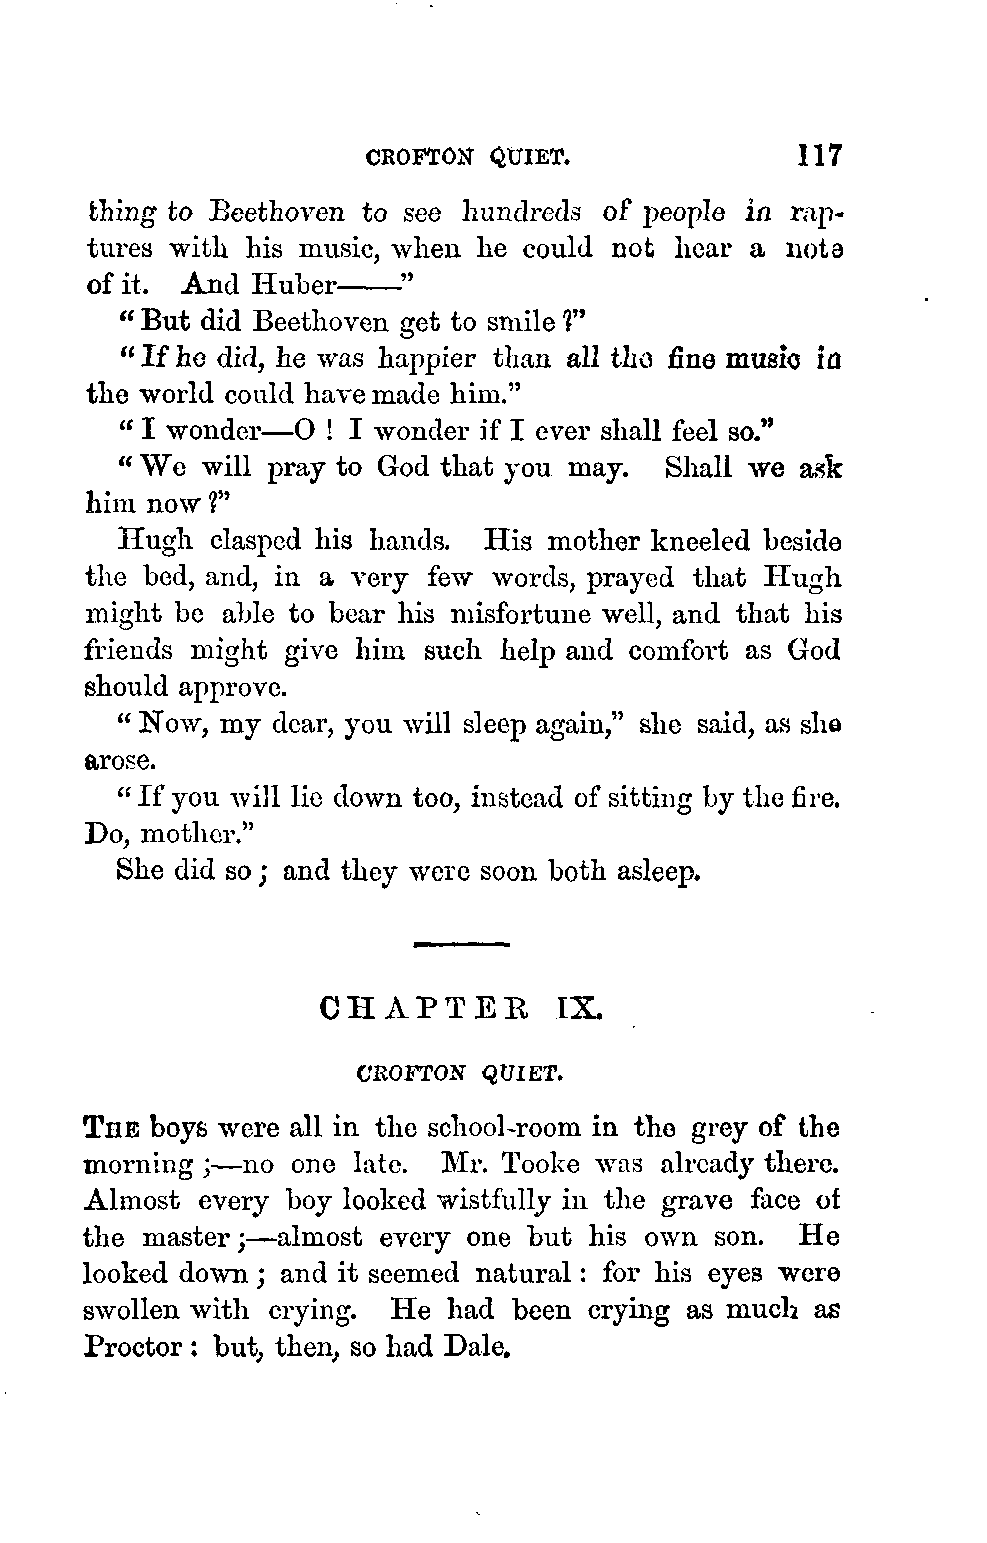 CROFTON QUIET. 117
thing to Beethoven to see hundreds of people in rap-
tures with his music, when he could not hear a note
of it. And Huber——"
"But did Beethoven get to smile?"
"If he did, he was happier than all the fine music in
the world could have made him."
"I wonder—O! I wonder if I ever shall feel so."
"We will pray to God that you may. Shall we ask
him now?"
Hugh clasped his hands. His mother kneeled beside
the bed, and, in a very few words, prayed that Hugh
might be able to bear his misfortune well, and that his
friends might give him such help and comfort as God
should approve.
"Now, my dear, you will sleep again," she said, as she
arose.
"If you will lie down too, instead of sitting by the fire.
Do, mother."
She did so; and they were soon both asleep.
CHAPTER IX.
CROFTON QUIET.
THE boys were all in the school-room in the grey of the
morning;—no one late. Mr. Tooke was already there.
Almost every boy looked wistfully in the grave face of
the master;—almost every one but his own son. He
looked down; and it seemed natural: for his eyes were
swollen with crying. He had been crying as much as
Proctor: but, then, so had Dale.